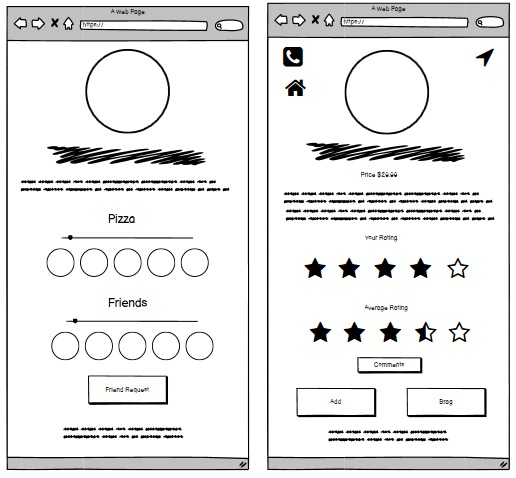 A Web Page
https://
Pizza
Friends
Friend Request
A Web Page
https://
Price $29.99
Your Rating
Average Rating
Comments
Add
Brag